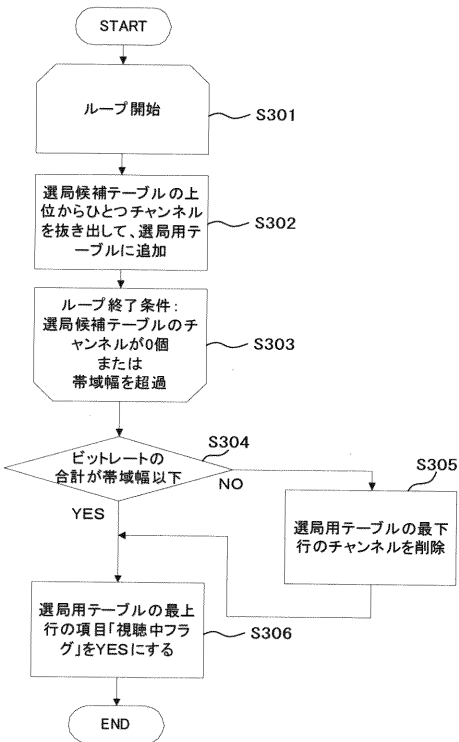 START
ループ開始
S301
選局候補テーブルの上
位からひとつチャンネル
を抜き出して、選局用テ
ーブルに追加
S302
ループ終了条件:
選局候補テーブルのチ
ャンネルが0個
または
帯域幅を超過
S303
ビットレートの
合計が帯域幅以下
S304
NO
YES
S305
選局用テーブルの最下
行のチャンネルを削除
選局用テーブルの最上
行の項目「視聴中フラ
グ」をYESにする
S306
END